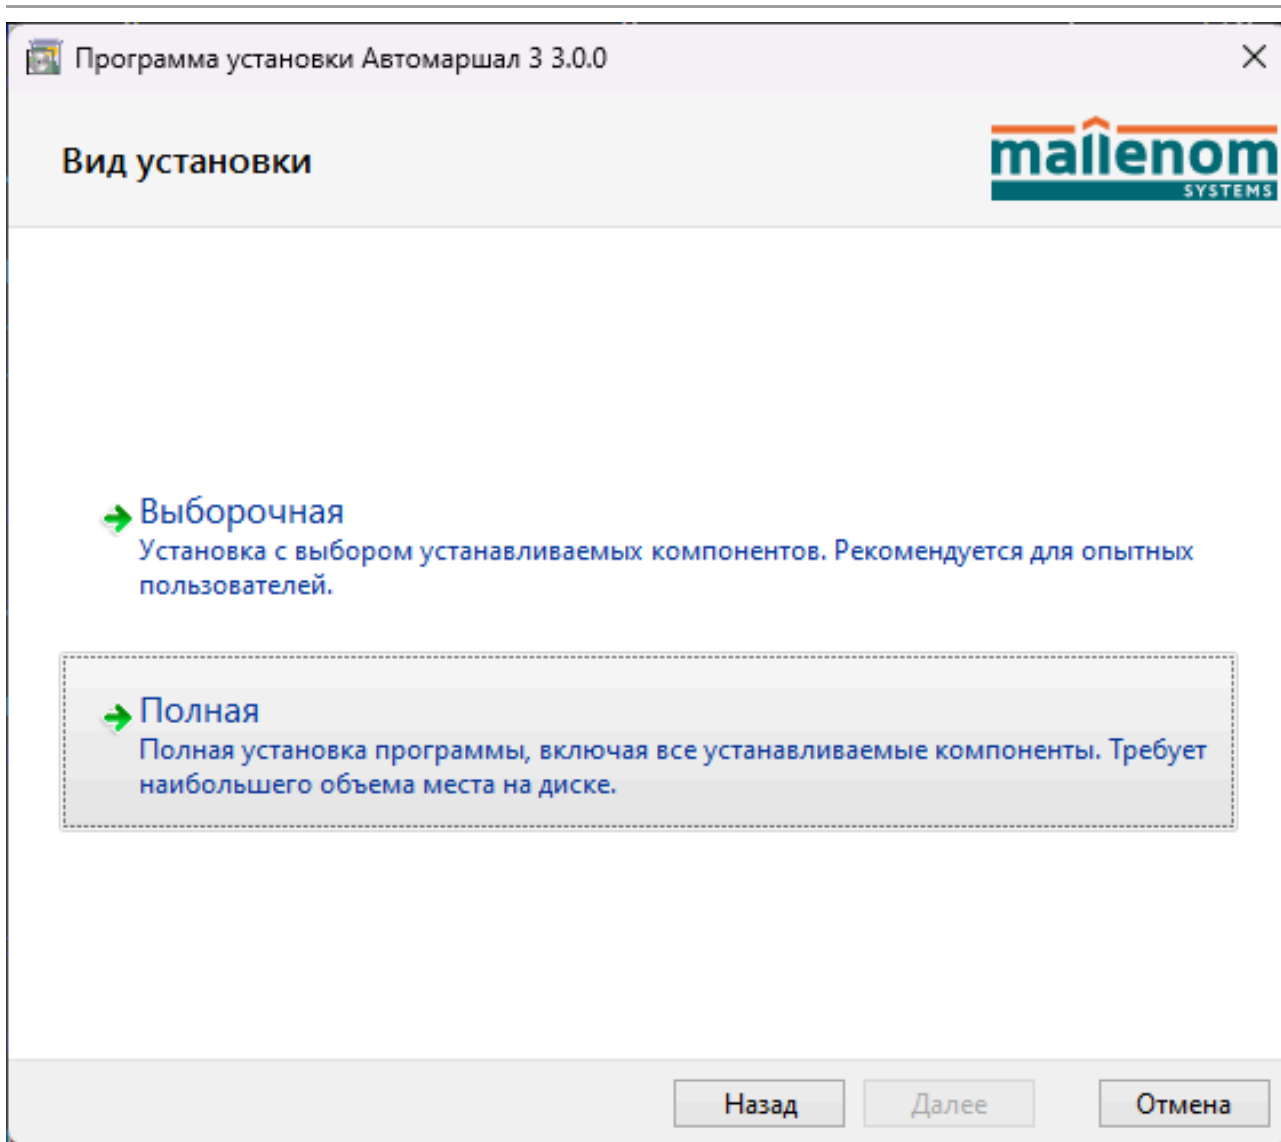 Программа установки Автомаршал 3 3.0.0
Вид установки
mallenom
SYSTEMS
Выборочная
Установка с выбором устанавливаемых компонентов. Рекомендуется для опытных
пользователей.
Полная
Полная установка программы, включая все устанавливаемые компоненты. Требует
наибольшего объема места на диске.
Назад
Далее
Отмена